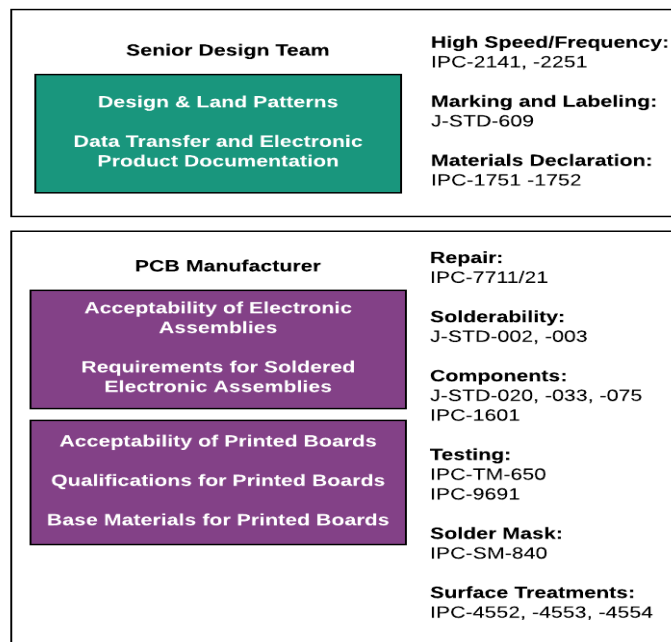 Senior Design Team
Design & Land Patterns
Data Transfer and Electronic
Product Documentation
High Speed/Frequency:
IPC-2141, -2251
Marking and Labeling:
J-STD-609
Materials Declaration:
IPC-1751 -1752
PCB Manufacturer
Acceptability of Electronic
Assemblies
Requirements for Soldered
Electronic Assemblies
Acceptability of Printed Boards
Qualifications for Printed Boards
Base Materials for Printed Boards
Repair:
IPC-7711/21
Solderability:
J-STD-002, -003
Components:
J-STD-020, -033, -075
IPC-1601
Testing:
IPC-TM-650
IPC-9691
Solder Mask:
IPC-SM-840
Surface Treatments:
IPC-4552, -4553, -4554